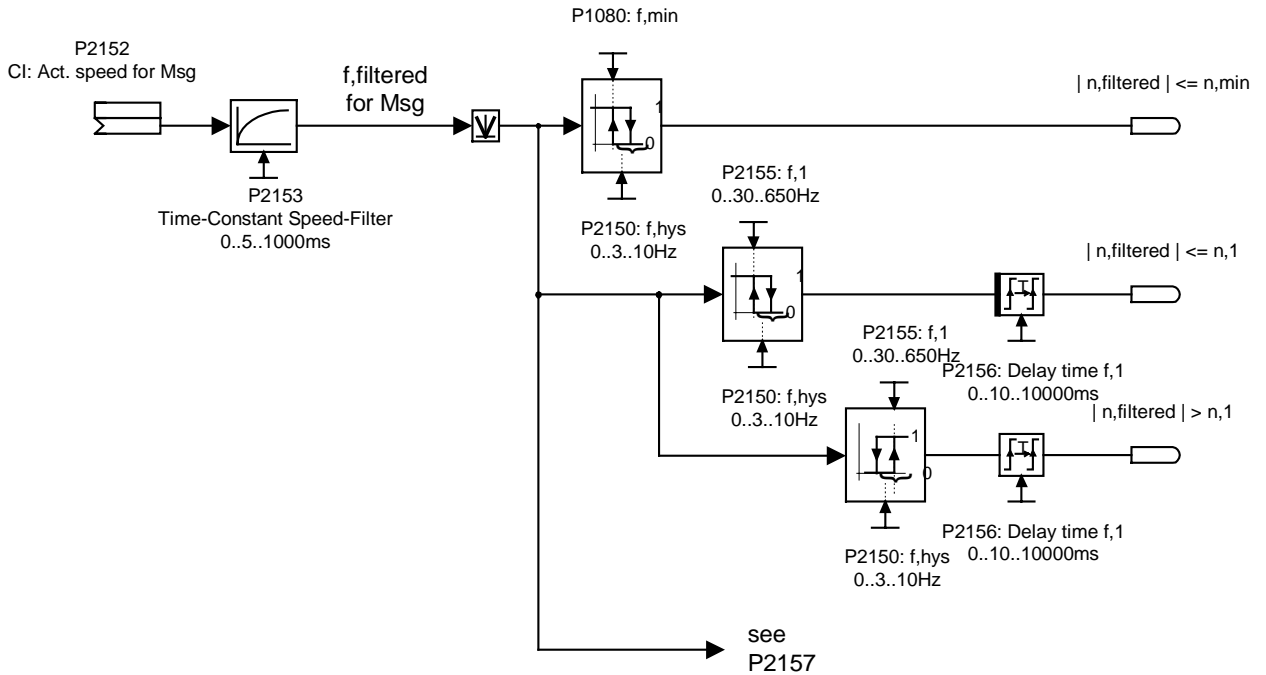 P1080: f,min
P2152
CI: Act. speed for Msg
f,filtered
for Msg
| n,filtered | <= n,min
1
0
P2153
Time-Constant Speed-Filter
0..5..1000ms
P2155: f,1
0..30..650Hz
P2150: f,hys
0..3..10Hz
| n,filtered | <= n,1
1
0
T
P2155: f,1
0..30..650Hz
P2156: Delay time f,1
0..10..10000ms
P2150: f,hys
0..3..10Hz
| n,filtered | > n,1
1
0
T
P2156: Delay time f,1
0..10..10000ms
P2150: f,hys
0..3..10Hz
see
P2157